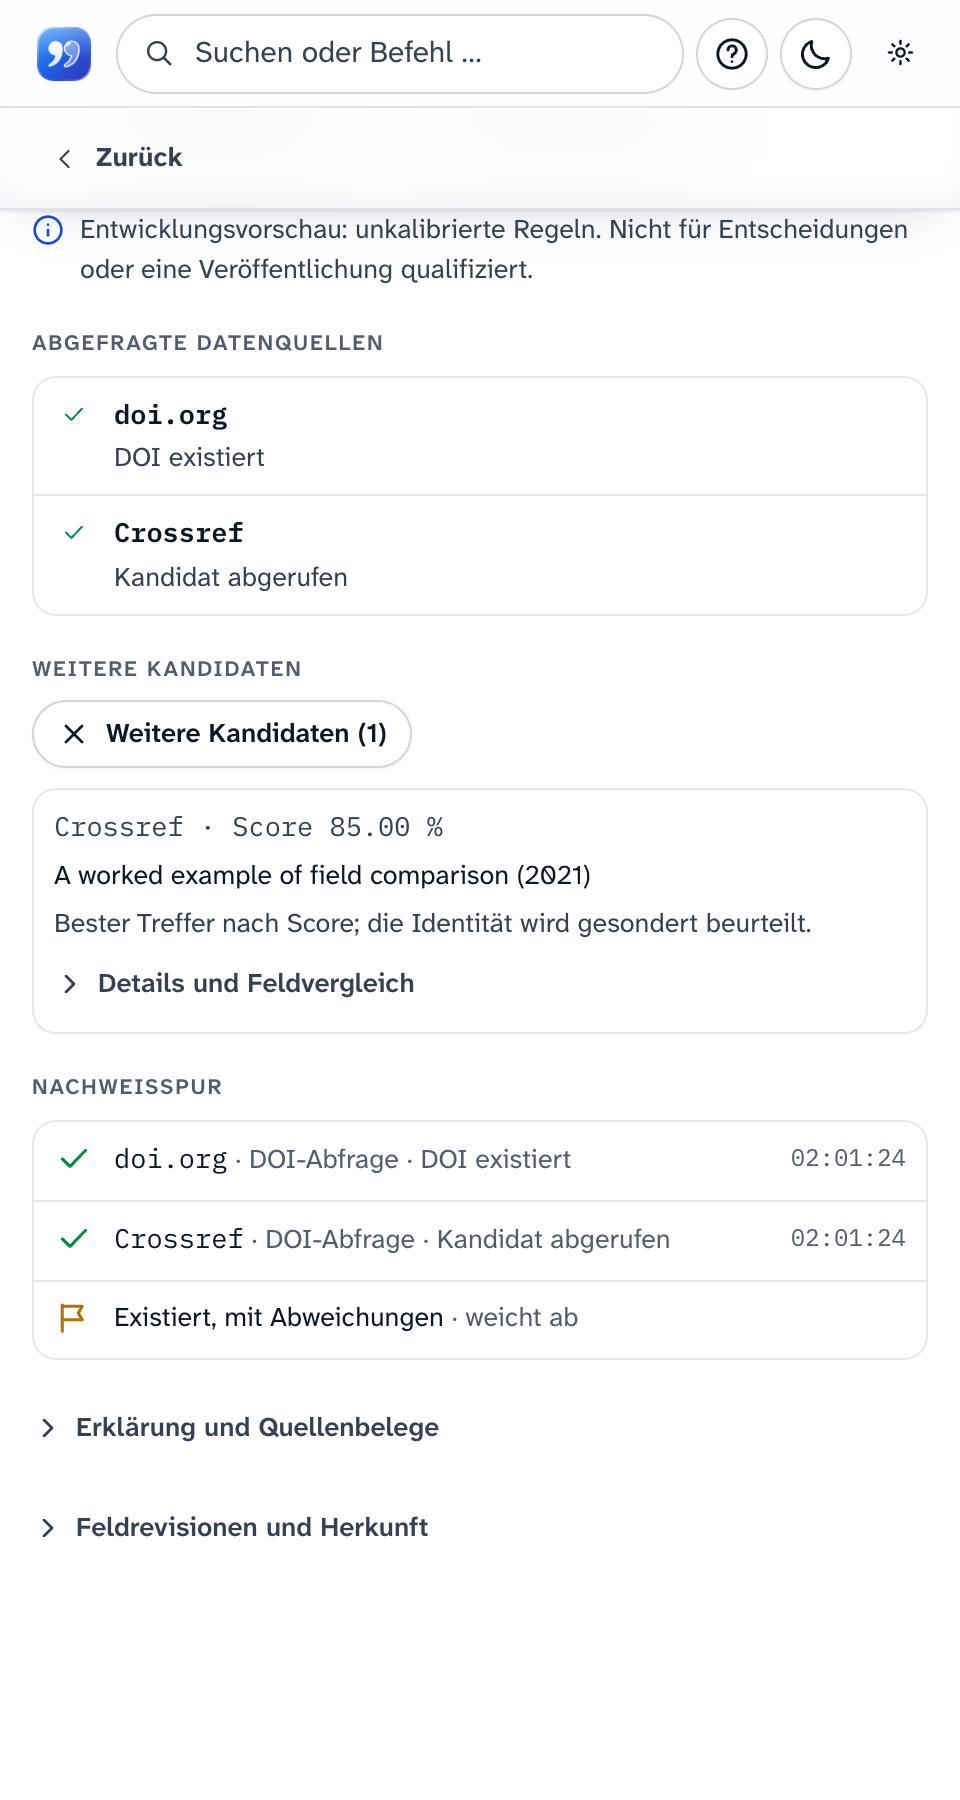 Suchen oder Befehl ...
Zurück
Entwicklungsvorschau: unkalibrierte Regeln. Nicht für Entscheidungen
oder eine Veröffentlichung qualifiziert.
ABGEFRAGTE DATENQUELLEN
doi.org
DOI existiert
Crossref
Kandidat abgerufen
WEITERE KANDIDATEN
Weitere Kandidaten (1)
Crossref · Score 85.00 %
A worked example of field comparison (2021)
Bester Treffer nach Score; die Identität wird gesondert beurteilt.
Details und Feldvergleich
NACHWEISSPUR
doi.org · DOI-Abfrage · DOI existiert 02:01:24
Crossref · DOI-Abfrage · Kandidat abgerufen 02:01:24
Existiert, mit Abweichungen · weicht ab
Erklärung und Quellenbelege
Feldrevisionen und Herkunft